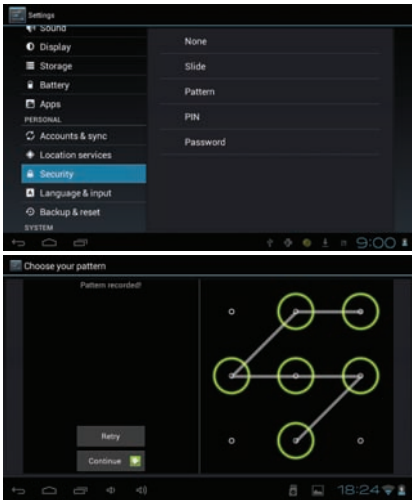 Settings
Sound
Display
Storage
Battery
Apps
PERSONAL
Accounts & sync
Location services
Security
Language & input
Backup & reset
SYSTEM
None
Slide
Pattern
PIN
Password
9:00
Choose your pattern
Pattern recorded!
Retry
Continue
18:24